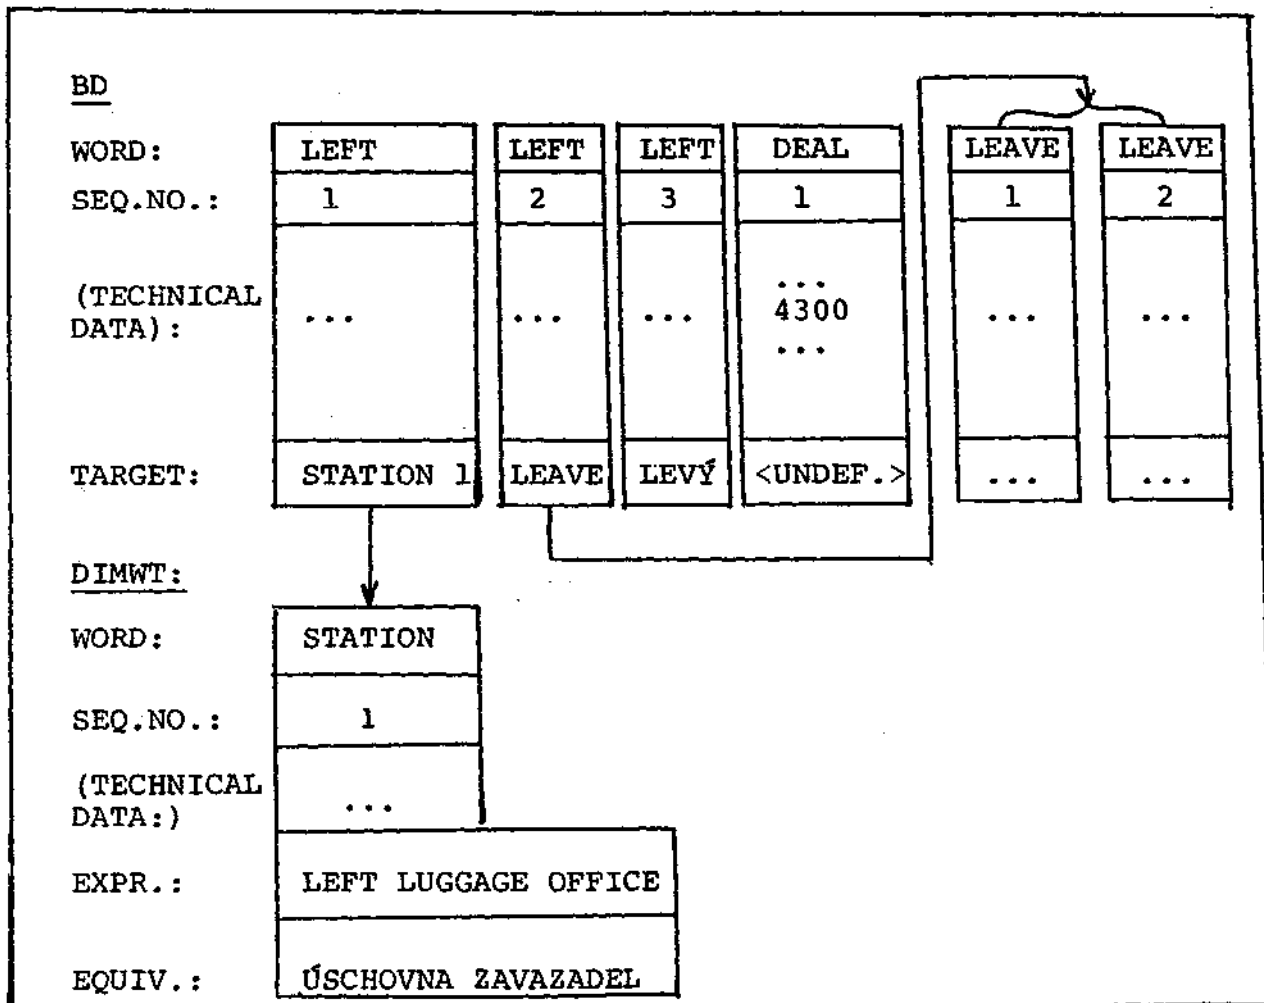 BD
WORD: LEFT LEFT LEFT DEAL LEAVE LEAVE
SEQ.NO.: 1 2 3 1 1 2
(TECHNICAL DATA): ... ... ... ... 4300 ... ... ...
TARGET: STATION 1 LEAVE LEVÝ <UNDEF.> ... ...
DIMWT:
WORD: STATION
SEQ.NO.: 1
(TECHNICAL DATA:) ...
EXPR.: LEFT LUGGAGE OFFICE
EQUIV.: ÚSCHOVNA ZAVAZADEL